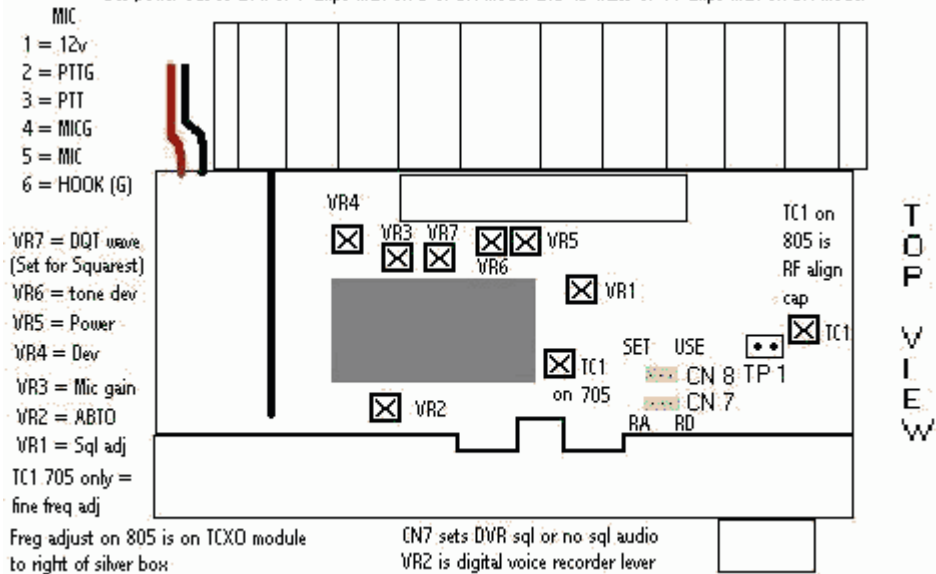 MIC
1 = 12v
2 = PTTG
3 = PTT
4 = MICG
5 = MIC
6 = HOOK (G)
VR7 = DQT wave
(Set for Squarest)
VR6 = tone dev
VR5 = Power
VR4 = Dev
VR3 = Mic gain
VR2 = ABTO
VR1 = Sql adj
TC1 705 only =
fine freq adj
Freg adjust on 805 is on TCXO module
to right of silver box
VR4
VR3
VR7
VR6
VR5
VR1
VR2
TC1
on 705
SET USE
CN 8
CN 7
RA RD
TP 1
TC1 on
805 is
RF align
cap
TC1
CN7 sets DVR sql or no sql audio
VR2 is digital voice recorder lever
TOP VIEW